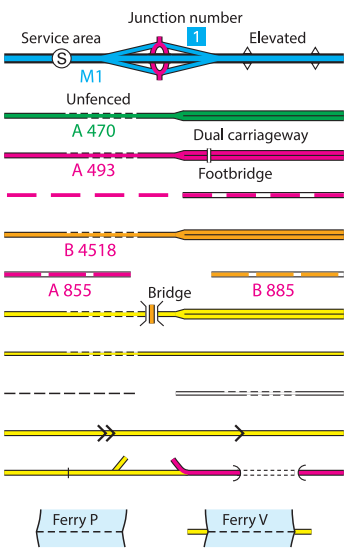 Junction number
Service area
1
Elevated
S
M1
Unfenced
A 470
Dual carriageway
A 493
Footbridge
B 4518
A 855
Bridge
B 885
Ferry P
Ferry V